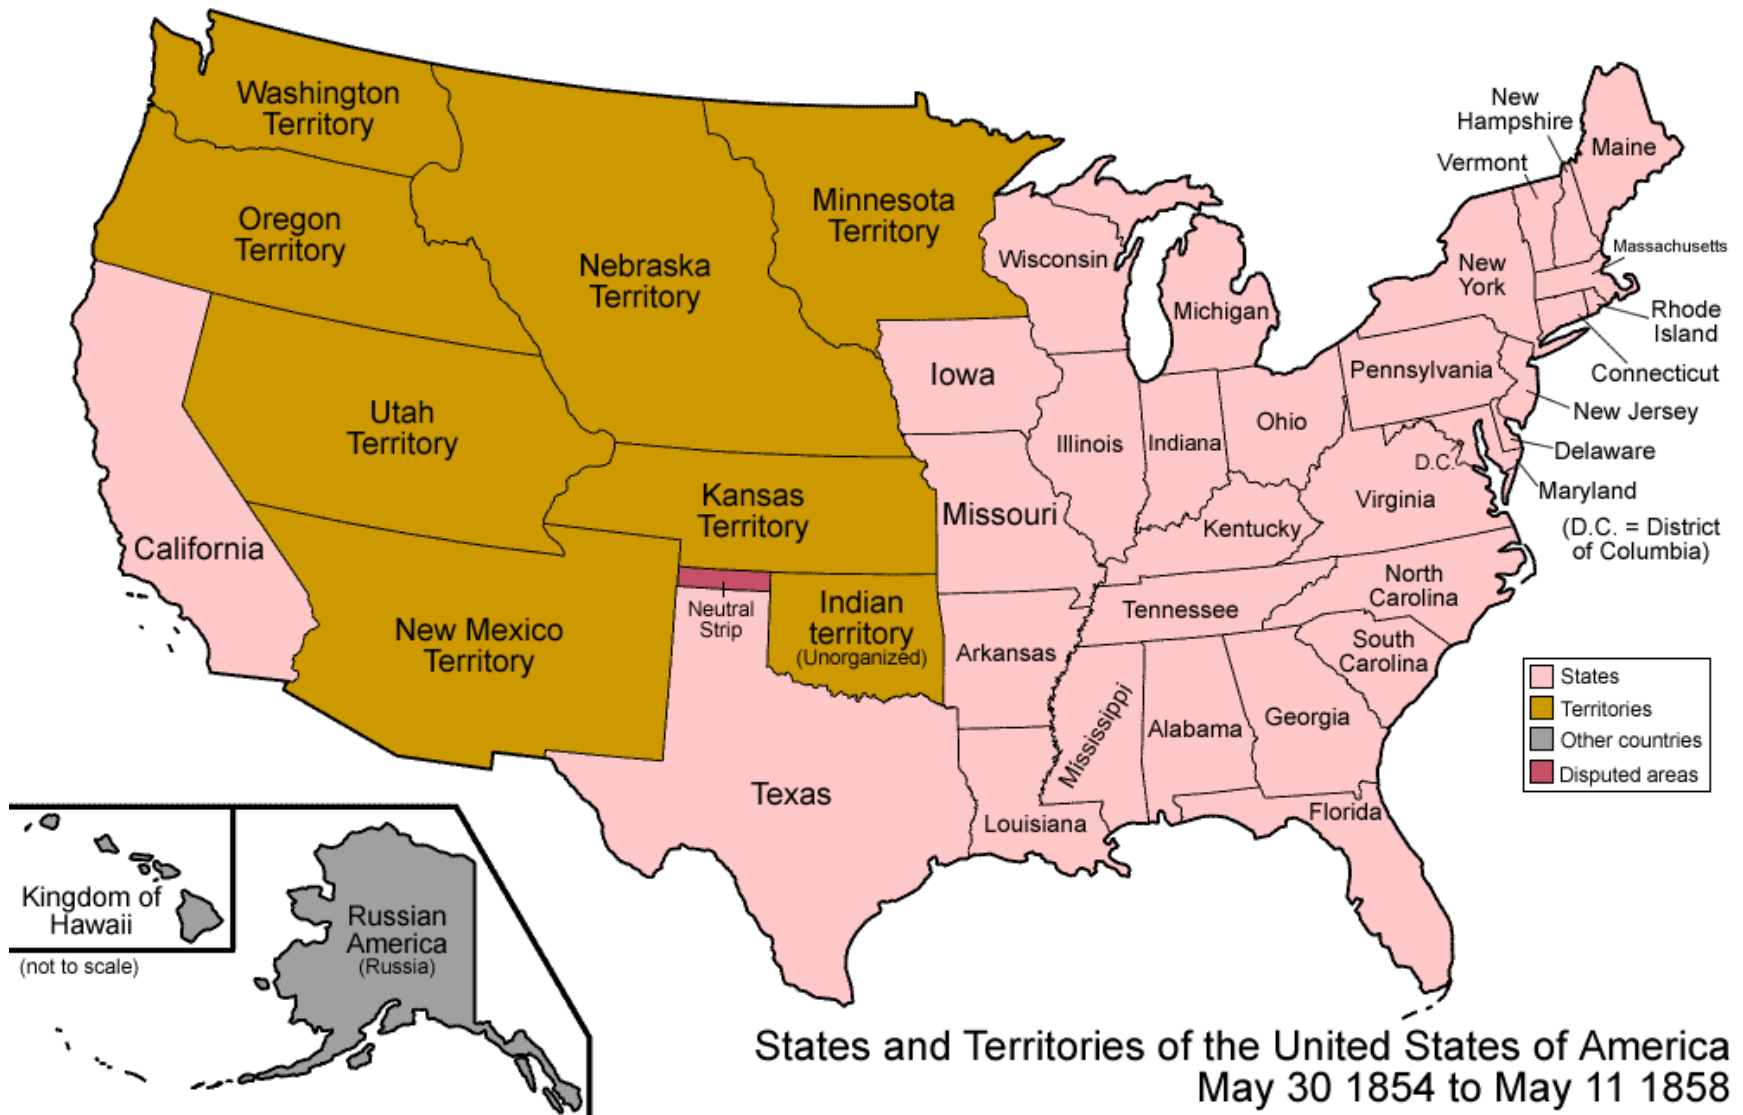 Washington
Territory
Oregon
Territory
Nebraska
Territory
Minnesota
Territory
Utah
Territory
Kansas
Territory
New Mexico
Territory
Indian
territory
(Unorganized)
Neutral
Strip
California
Texas
Iowa
Missouri
Arkansas
Louisiana
Wisconsin
Illinois
Michigan
Indiana
Ohio
Kentucky
Tennessee
Mississippi
Alabama
Georgia
Florida
South
Carolina
North
Carolina
Virginia
D.C.
Pennsylvania
New
York
Vermont
New
Hampshire
Maine
Massachusetts
Rhode
Island
Connecticut
New Jersey
Delaware
Maryland
(D.C. = District
of Columbia)
States
Territories
Other countries
Disputed areas
Kingdom of
Hawaii
(not to scale)
Russian
America
(Russia)
States and Territories of the United States of America
May 30 1854 to May 11 1858